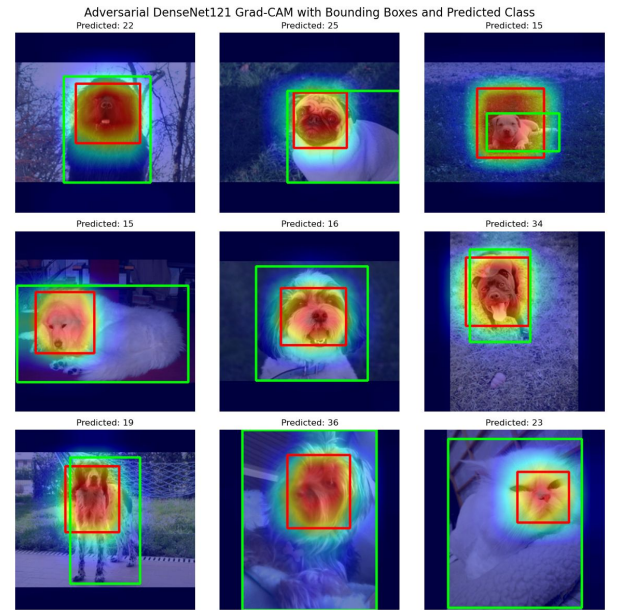 Adversarial DenseNet121 Grad-CAM with Bounding Boxes and Predicted Class
Predicted: 22
Predicted: 25
Predicted: 15
Predicted: 15
Predicted: 16
Predicted: 34
Predicted: 19
Predicted: 36
Predicted: 23